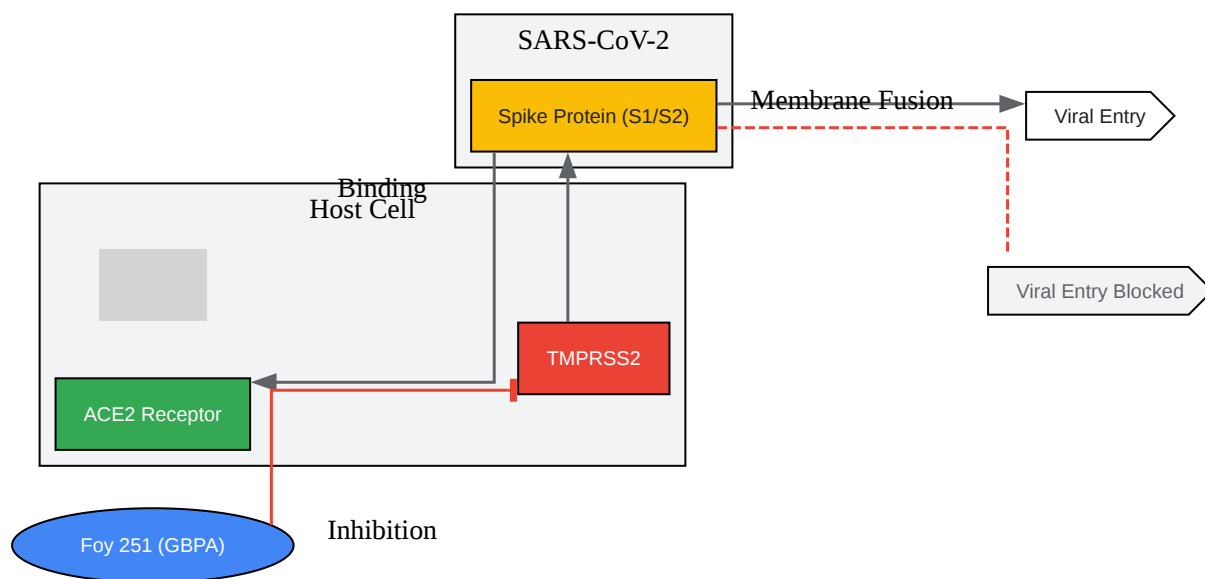 SARS-CoV-2
Spike Protein (S1/S2)
Membrane Fusion
Viral Entry
Binding
Host Cell
Viral Entry Blocked
TMPRSS2
ACE2 Receptor
Inhibition
Foy 251 (GBPA)